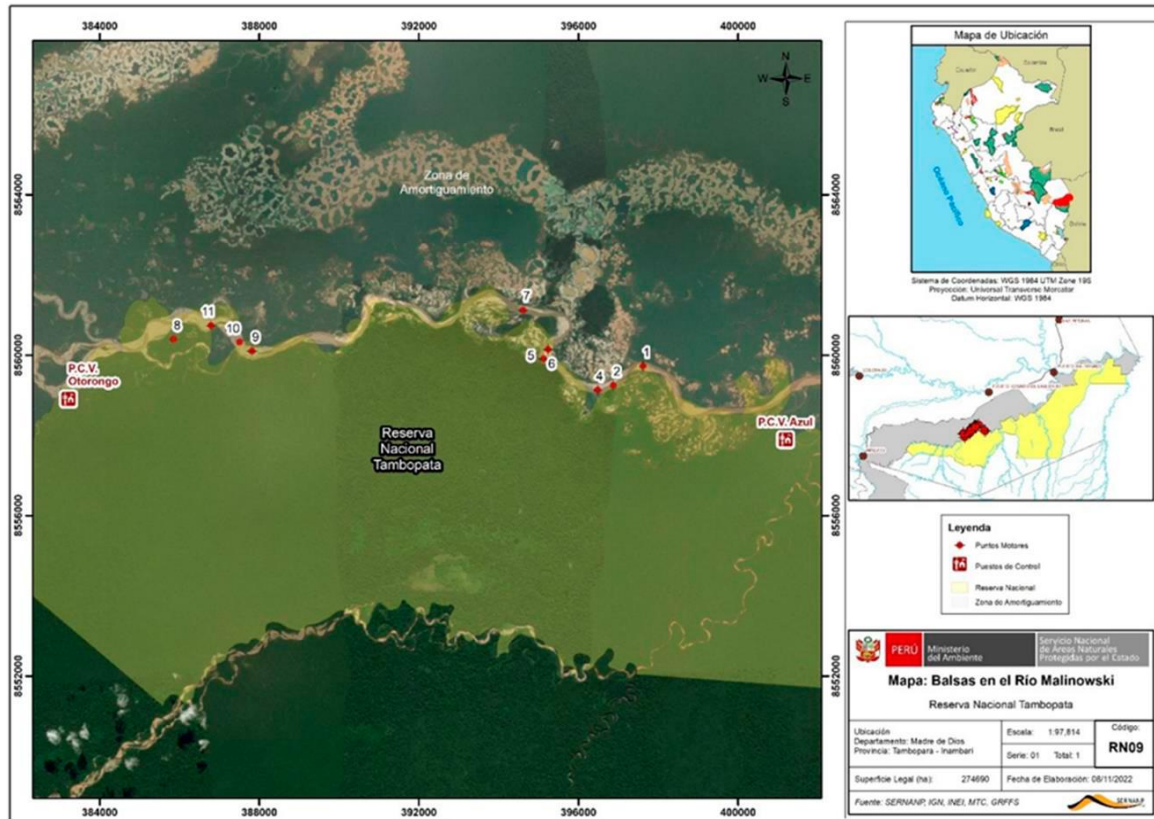 384000
388000
392000
396000
400000
N
W E
S
8564000
8560000
8556000
8552000
Zona de
Amortiguamiento
7
11
8
10
9
5
6
1
4
2
P.C.V.
Otorongo
P.C.V. Azul
Reserva
Nacional
Tambopata
384000
388000
392000
396000
400000
Mapa de Ubicación
Ecuador
Colombia
Brasil
Océano Pacífico
Bolivia
Sistema de Coordenadas: WGS 1984 UTM Zone 19S
Proyección: Universal Transverse Mercator
Datum Horizontal: WGS 1984
Leyenda
Puntos Motores
Puestos de Control
Reserva Nacional
Zona de Amortiguamiento
PERÚ
Ministerio
del Ambiente
Servicio Nacional
de Áreas Naturales
Protegidas por el Estado
Mapa: Balsas en el Río Malinowski
Reserva Nacional Tambopata
Ubicación
Departamento: Madre de Dios
Provincia: Tambopara - Inambari
Escala: 1:97,814
Serie: 01 Total: 1
Código:
RN09
Superficie Legal (ha): 274690
Fecha de Elaboración: 08/11/2022
Fuente: SERNANP, IGN, INEI, MTC, GRFFS
SERNANP